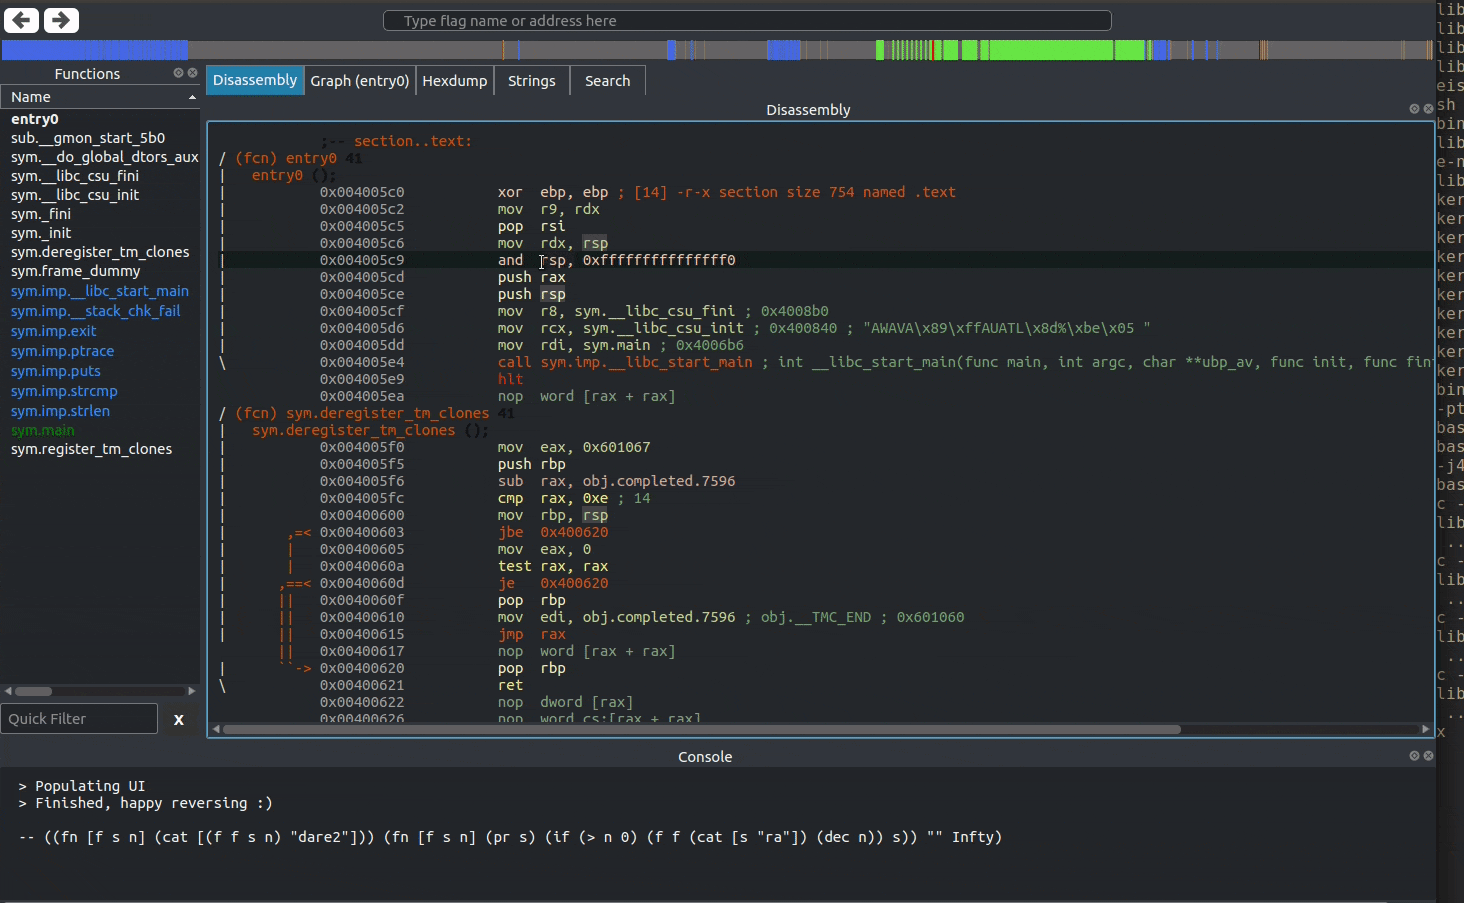 Type flag name or address here
Functions
Name
entry0
sub.__gmon_start_5b0
sym.__do_global_dtors_aux
sym.__libc_csu_fini
sym.__libc_csu_init
sym._fini
sym._init
sym.deregister_tm_clones
sym.frame_dummy
sym.imp.__libc_start_main
sym.imp.__stack_chk_fail
sym.imp.exit
sym.imp.ptrace
sym.imp.puts
sym.imp.strcmp
sym.imp.strlen
sym.main
sym.register_tm_clones
Quick Filter
X
Disassembly Graph (entry0) Hexdump Strings Search
Disassembly
;-- section..text:
/ (fcn) entry0 41
| entry0 ();
| 0x004005c0 xor ebp, ebp ; [14] -r-x section size 754 named .text
| 0x004005c2 mov r9, rdx
| 0x004005c5 pop rsi
| 0x004005c6 mov rdx, rsp
| 0x004005c9 and rsp, 0xfffffffffffffff0
| 0x004005cd push rax
| 0x004005ce push rsp
| 0x004005cf mov r8, sym.__libc_csu_fini ; 0x4008b0
| 0x004005d6 mov rcx, sym.__libc_csu_init ; 0x400840 ; "AWAVA\x89\xffAUATL\x8d%\xbe\x05 "
| 0x004005dd mov rdi, sym.main ; 0x4006b6
\ 0x004005e4 call sym.imp.__libc_start_main ; int __libc_start_main(func main, int argc, char **ubp_av, func init, func fin
0x004005e9 hlt
0x004005ea nop word [rax + rax]
/ (fcn) sym.deregister_tm_clones 41
| sym.deregister_tm_clones ();
| 0x004005f0 mov eax, 0x601067
| 0x004005f5 push rbp
| 0x004005f6 sub rax, obj.completed.7596
| 0x004005fc cmp rax, 0xe ; 14
| 0x00400600 mov rbp, rsp
| ,=< 0x00400603 jbe 0x400620
| | 0x00400605 mov eax, 0
| | 0x0040060a test rax, rax
| ,==< 0x0040060d je 0x400620
| || 0x0040060f pop rbp
| || 0x00400610 mov edi, obj.completed.7596 ; obj.__TMC_END ; 0x601060
| || 0x00400615 jmp rax
|| 0x00400617 nop word [rax + rax]
| ``-> 0x00400620 pop rbp
\ 0x00400621 ret
0x00400622 nop dword [rax]
0x00400626 nop word cs:[rax + rax]
Console
> Populating UI
> Finished, happy reversing :)
-- ((fn [f s n] (cat [(f f s n) "dare2"])) (fn [f s n] (pr s) (if (> n 0) (f f (cat [s "ra"]) (dec n)) s)) "" Infty)
lib
lib
lib
lib
eis
sh
bin
lib
e-n
lib
ker
ker
ker
ker
ker
ker
ker
ker
ker
ker
bin
-pt
bas
bas
-j4
bas
c -
lib
..
c -
lib
..
c -
lib
..
c -
lib
..
x